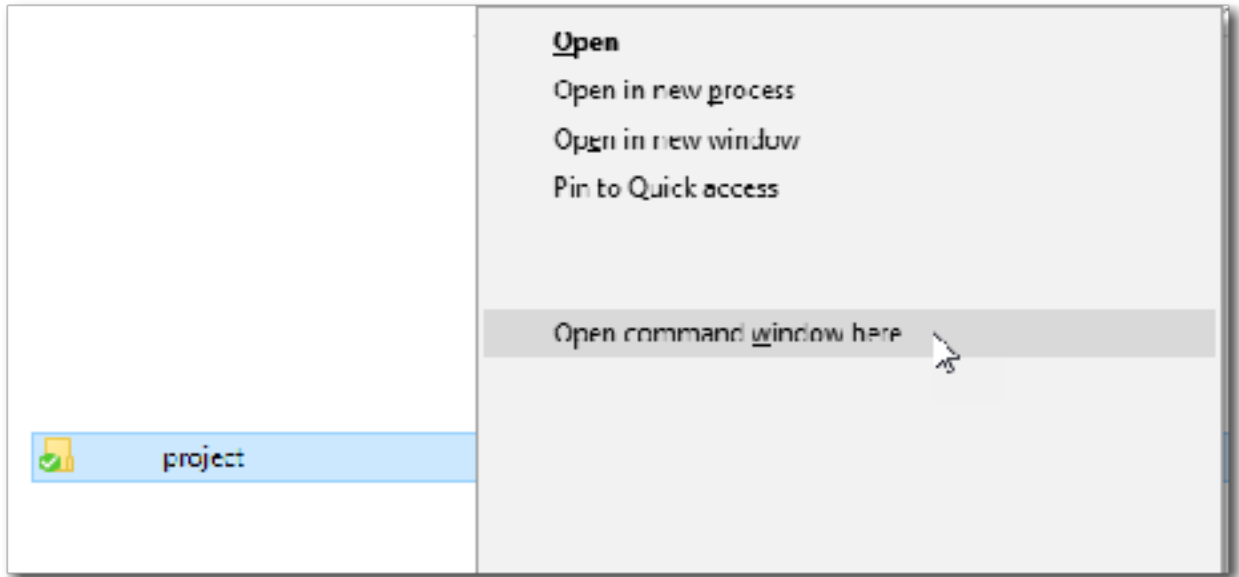 Open
Open in new process
Open in new window
Pin to Quick access
Open command window here
project